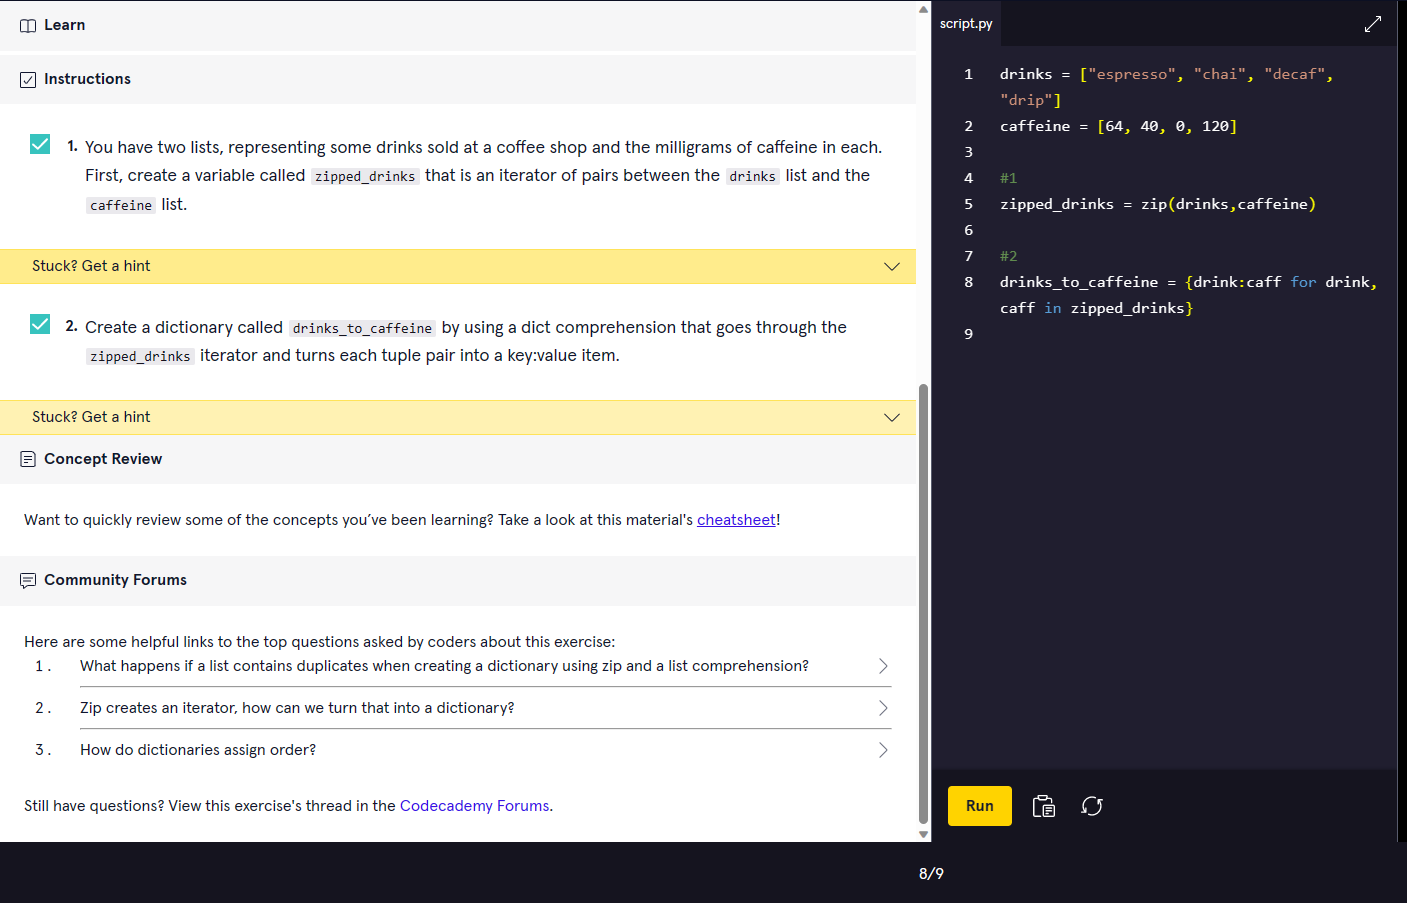 Learn
Instructions
1. You have two lists, representing some drinks sold at a coffee shop and the milligrams of caffeine in each.
First, create a variable called zipped_drinks that is an iterator of pairs between the drinks list and the
caffeine list.
Stuck? Get a hint
2. Create a dictionary called drinks_to_caffeine by using a dict comprehension that goes through the
zipped_drinks iterator and turns each tuple pair into a key:value item.
Stuck? Get a hint
Concept Review
Want to quickly review some of the concepts you’ve been learning? Take a look at this material's cheatsheet!
Community Forums
Here are some helpful links to the top questions asked by coders about this exercise:
1. What happens if a list contains duplicates when creating a dictionary using zip and a list comprehension?
2. Zip creates an iterator, how can we turn that into a dictionary?
3. How do dictionaries assign order?
Still have questions? View this exercise's thread in the Codecademy Forums.
script.py
1 drinks = ["espresso", "chai", "decaf",
"drip"]
2 caffeine = [64, 40, 0, 120]
3
4 #1
5 zipped_drinks = zip(drinks,caffeine)
6
7 #2
8 drinks_to_caffeine = {drink:caff for drink,
caff in zipped_drinks}
9
Run
8/9